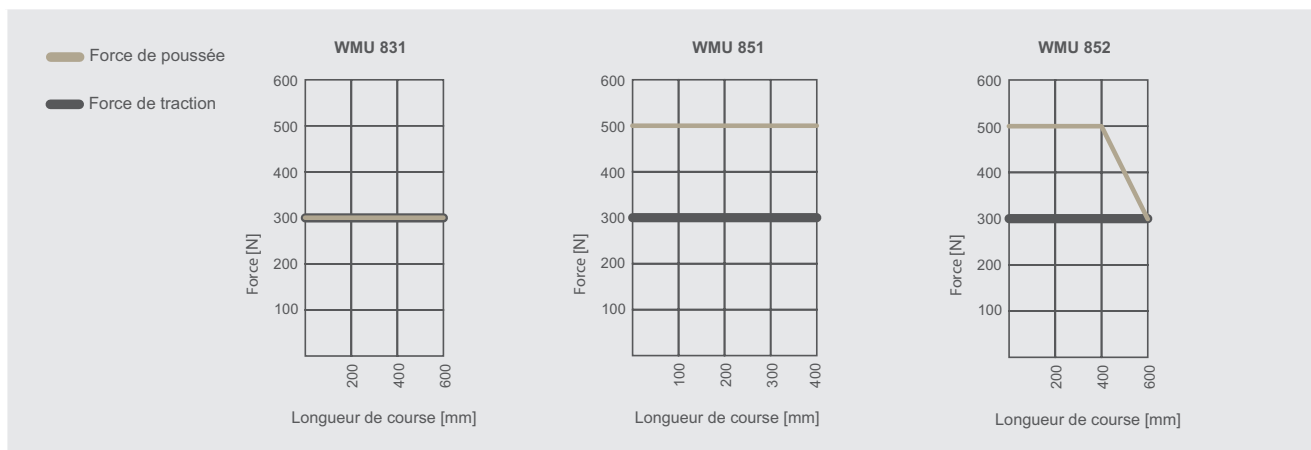 Force de poussée
Force de traction
WMU 831
600
500
400
300
200
100
Force [N]
200
400
600
Longueur de course [mm]
WMU 851
600
500
400
300
200
100
Force [N]
100
200
300
400
Longueur de course [mm]
WMU 852
600
500
400
300
200
100
Force [N]
200
400
600
Longueur de course [mm]